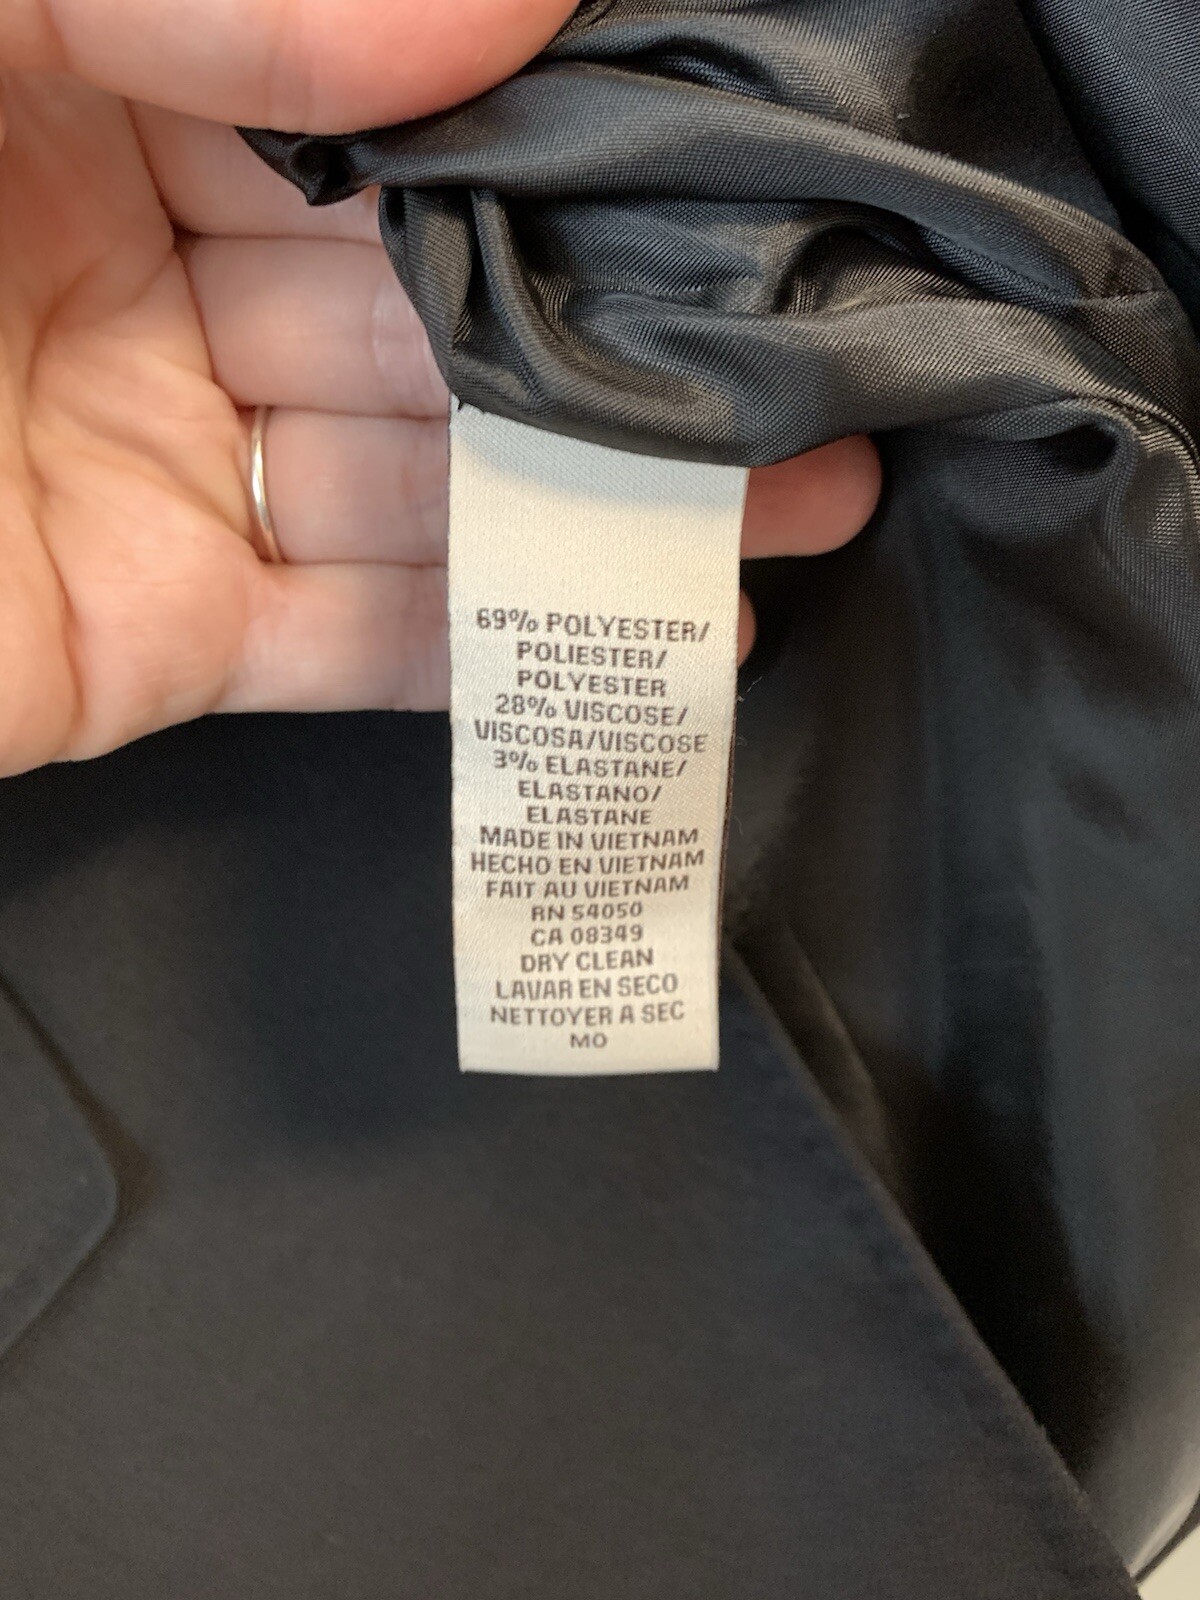 69% POLYESTER/
POLIESTER/
POLYESTER
28% VISCOSE/
VISCOSA/VISCOSE
3% ELASTANE/
ELASTANO/
ELASTANE
MADE IN VIETNAM
HECHO EN VIETNAM
FAIT AU VIETNAM
RN 54050
CA 08349
DRY CLEAN
LAVAR EN SECO
NETTOYER A SEC
MO